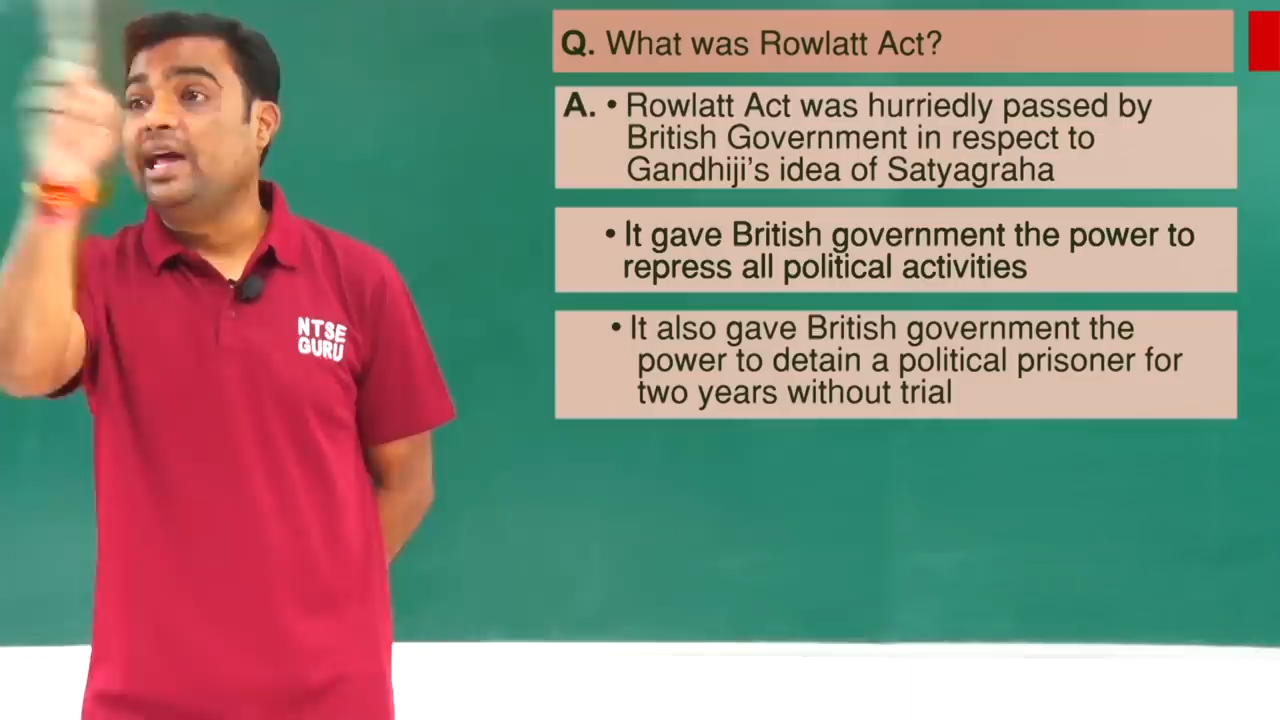 Q. What was Rowlatt Act?
A. • Rowlatt Act was hurriedly passed by
British Government in respect to
Gandhiji's idea of Satyagraha
• It gave British government the power to
repress all political activities
• It also gave British government the
power to detain a political prisoner for
two years without trial
NTSE
GURU